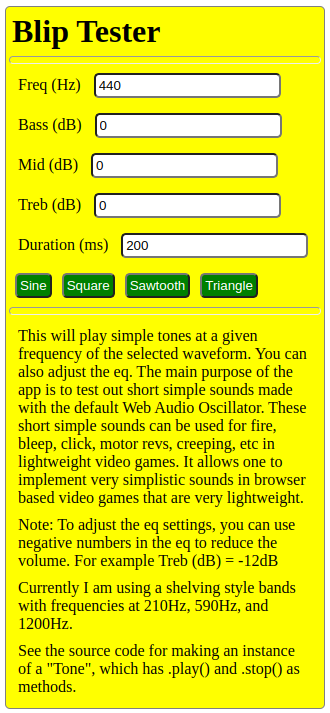 Blip Tester
Freq (Hz) 440
Bass (dB) 0
Mid (dB) 0
Treb (dB) 0
Duration (ms) 200
Sine Square Sawtooth Triangle
This will play simple tones at a given
frequency of the selected waveform. You can
also adjust the eq. The main purpose of the
app is to test out short simple sounds made
with the default Web Audio Oscillator. These
short simple sounds can be used for fire,
bleep, click, motor revs, creeping, etc in
lightweight video games. It allows one to
implement very simplistic sounds in browser
based video games that are very lightweight.
Note: To adjust the eq settings, you can use
negative numbers in the eq to reduce the
volume. For example Treb (dB) = -12dB
Currently I am using a shelving style bands
with frequencies at 210Hz, 590Hz, and
1200Hz.
See the source code for making an instance
of a "Tone", which has .play() and .stop() as
methods.